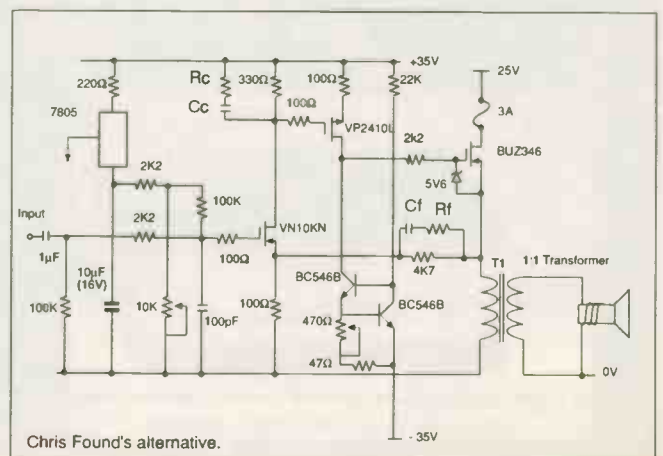 +35V
220Ω
Rc
330Ω
100Ω
22K
25V
Cc
3A
7805
100Ω
VP2410L
2k2
BUZ346
2K2
5V6
100K
Cf
Rf
Input
2K2
VN10KN
1µF
100Ω
4K7
T1
1:1 Transformer
10µF
(16V)
BC546B
BC546B
100K
10K
100pF
100Ω
470Ω
47Ω
0V
- 35V
Chris Found's alternative.